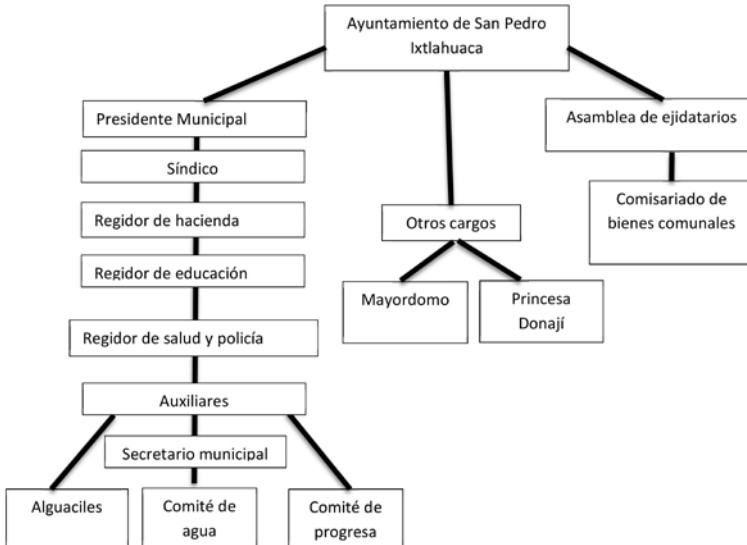 Ayuntamiento de San Pedro
Ixtlahuaca
Presidente Municipal
Síndico
Regidor de hacienda
Regidor de educación
Regidor de salud y policía
Auxiliares
Secretario municipal
Alguaciles
Comité de
agua
Comité de
progresa
Otros cargos
Mayordomo
Princesa
Donají
Asamblea de ejidatarios
Comisariado de
bienes comunales